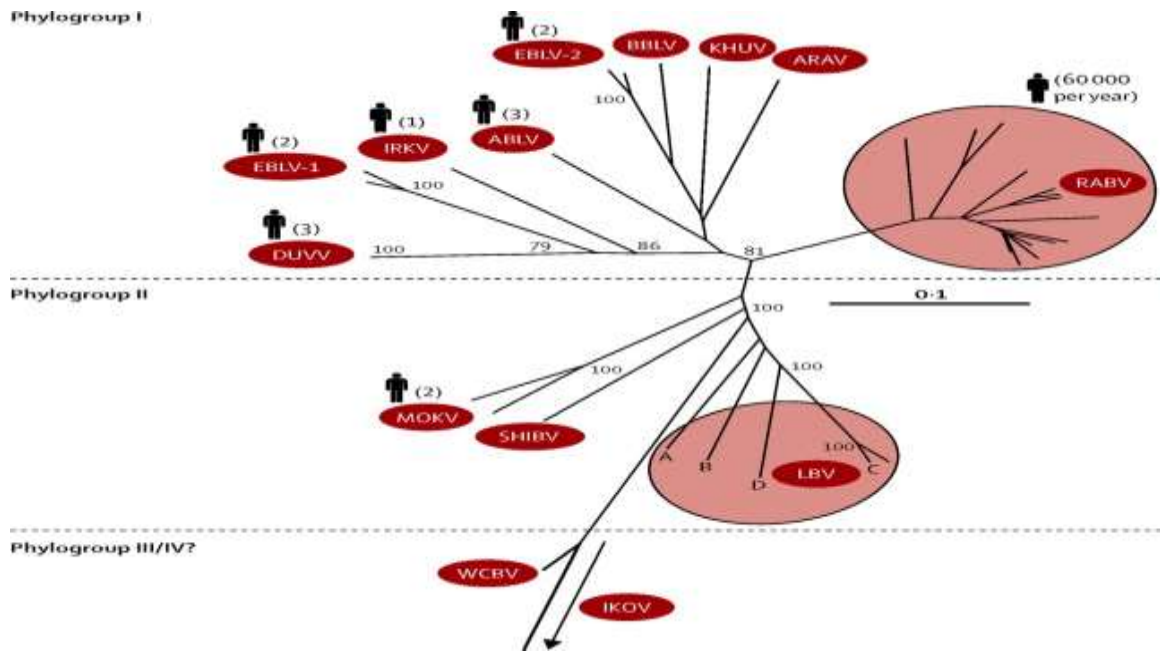 Phylogroup I
(2)
EBLV-2
BBLV
KHUV
ARAV
(60 000
per year)
100
(3)
ABLV
(1)
IRKV
(2)
EBLV-1
100
RABV
(3)
DUVV
100
79
86
81
Phylogroup II
0·1
100
100
100
(2)
MOKV
SHIBV
A
B
D
LBV
100
C
Phylogroup III/IV?
WCBV
IKOV